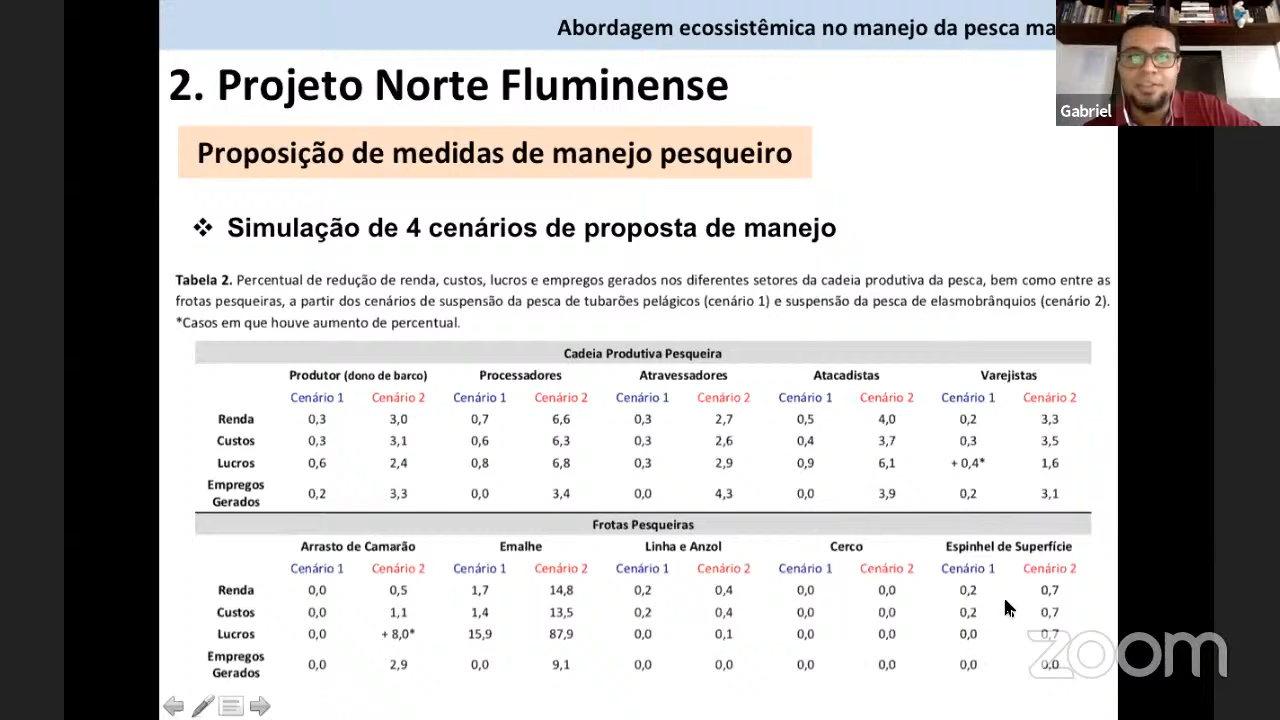 Abordagem ecossistêmica no manejo da pesca ma
2. Projeto Norte Fluminense
Gabriel
Proposição de medidas de manejo pesqueiro
❖ Simulação de 4 cenários de proposta de manejo
Tabela 2. Percentual de redução de renda, custos, lucros e empregos gerados nos diferentes setores da cadeia produtiva da pesca, bem como entre as
frotas pesqueiras, a partir dos cenários de suspensão da pesca de tubarões pelágicos (cenário 1) e suspensão da pesca de elasmobrânquios (cenário 2).
*Casos em que houve aumento de percentual.
Cadeia Produtiva Pesqueira
Produtor (dono de barco) Processadores Atravessadores Atacadistas Varejistas
Cenário 1 Cenário 2 Cenário 1 Cenário 2 Cenário 1 Cenário 2 Cenário 1 Cenário 2 Cenário 1 Cenário 2
Renda 0,3 3,0 0,7 6,6 0,3 2,7 0,5 4,0 0,2 3,3
Custos 0,3 3,1 0,6 6,3 0,3 2,6 0,4 3,7 0,3 3,5
Lucros 0,6 2,4 0,8 6,8 0,3 2,9 0,9 6,1 + 0,4* 1,6
Empregos
Gerados 0,2 3,3 0,0 3,4 0,0 4,3 0,0 3,9 0,2 3,1
Frotas Pesqueiras
Arrasto de Camarão Emalhe Linha e Anzol Cerco Espinhel de Superfície
Cenário 1 Cenário 2 Cenário 1 Cenário 2 Cenário 1 Cenário 2 Cenário 1 Cenário 2 Cenário 1 Cenário 2
Renda 0,0 0,5 1,7 14,8 0,2 0,4 0,0 0,0 0,2 0,7
Custos 0,0 1,1 1,4 13,5 0,2 0,4 0,0 0,0 0,2 0,7
Lucros 0,0 + 8,0* 15,9 87,9 0,0 0,1 0,0 0,0 0,0 0,7
Empregos
Gerados 0,0 2,9 0,0 9,1 0,0 0,0 0,0 0,0 0,0 0,0
zoom